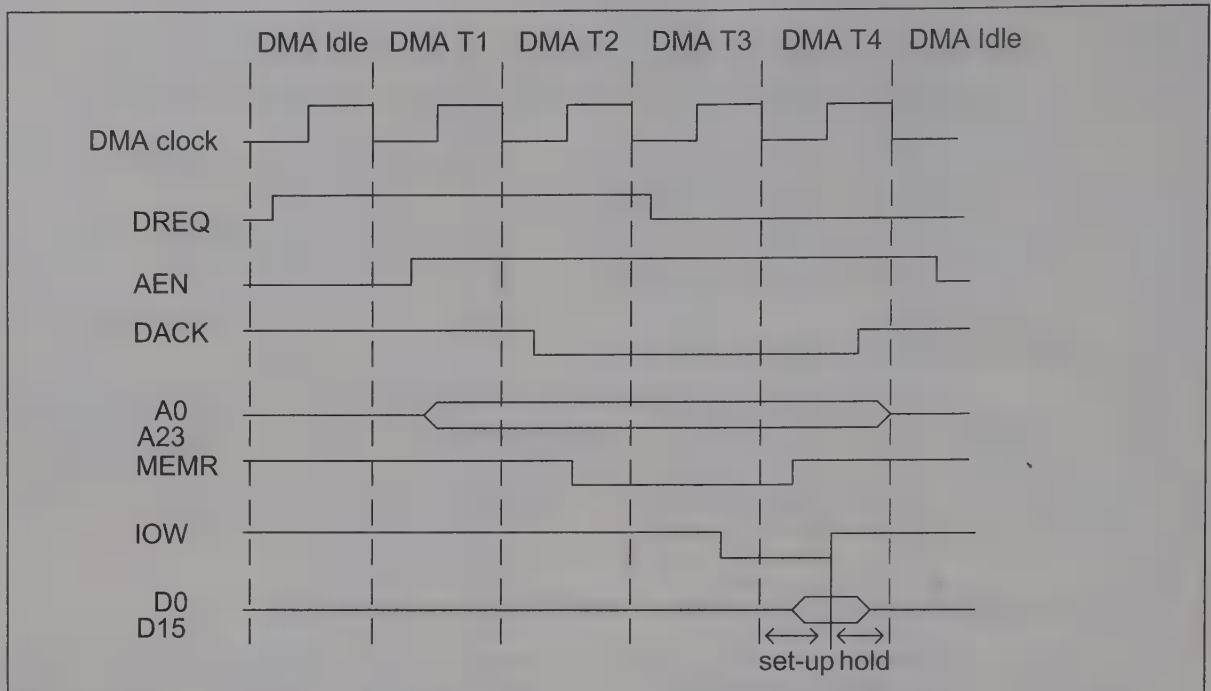 DMA Idle DMA T1 DMA T2 DMA T3 DMA T4 DMA Idle
DMA clock
DREQ
AEN
DACK
A0
A23
MEMR
IOW
D0
D15
set-up hold